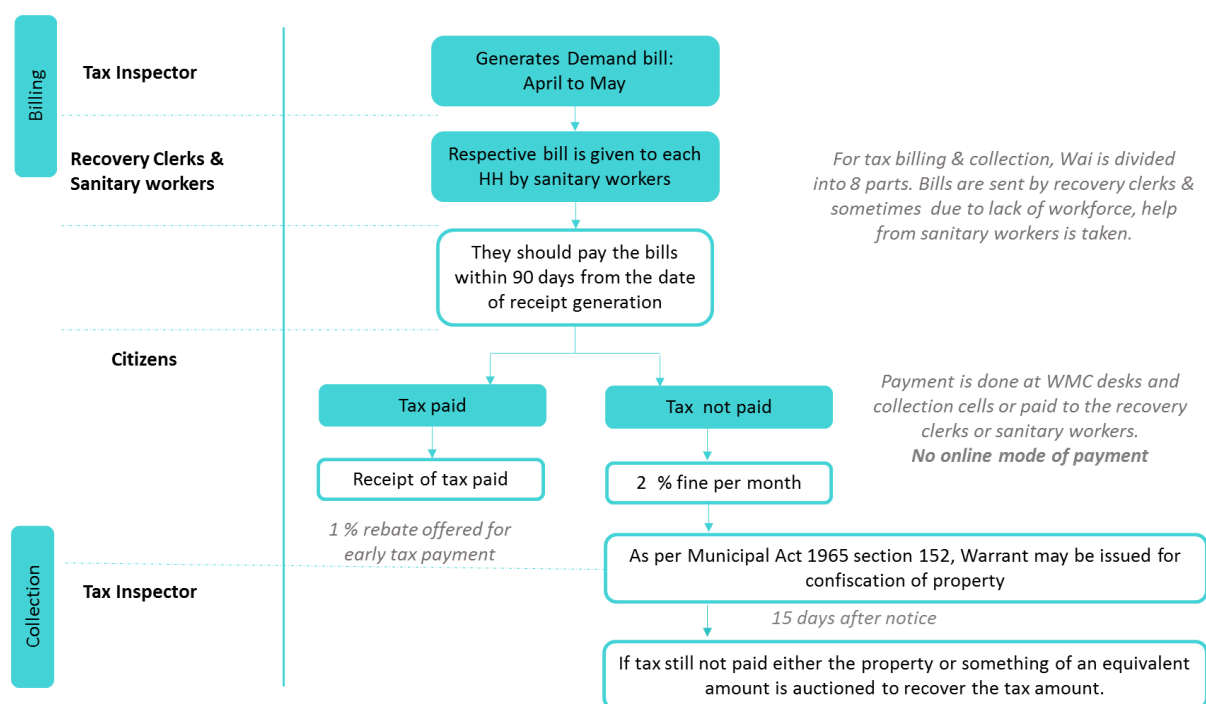 Billing
Tax Inspector
Generates Demand bill:
April to May
Recovery Clerks &
Sanitary workers
Respective bill is given to each
HH by sanitary workers
For tax billing & collection, Wai is divided
into 8 parts. Bills are sent by recovery clerks &
sometimes due to lack of workforce, help
from sanitary workers is taken.
They should pay the bills
within 90 days from the date
of receipt generation
Citizens
Tax paid
Tax not paid
Payment is done at WMC desks and
collection cells or paid to the recovery
clerks or sanitary workers.
No online mode of payment
Receipt of tax paid
2 % fine per month
1 % rebate offered for
early tax payment
Collection
Tax Inspector
As per Municipal Act 1965 section 152, Warrant may be issued for
confiscation of property
15 days after notice
If tax still not paid either the property or something of an equivalent
amount is auctioned to recover the tax amount.